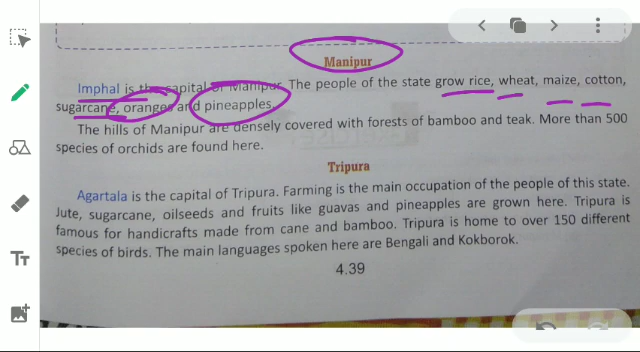 Manipur
Imphal is the capital of Manipur. The people of the state grow rice, wheat, maize, cotton,
sugarcane, oranges and pineapples.
The hills of Manipur are densely covered with forests of bamboo and teak. More than 500
species of orchids are found here.
Tripura
Agartala is the capital of Tripura. Farming is the main occupation of the people of this state.
Jute, sugarcane, oilseeds and fruits like guavas and pineapples are grown here. Tripura is
famous for handicrafts made from cane and bamboo. Tripura is home to over 150 different
species of birds. The main languages spoken here are Bengali and Kokborok.
4.39
TT